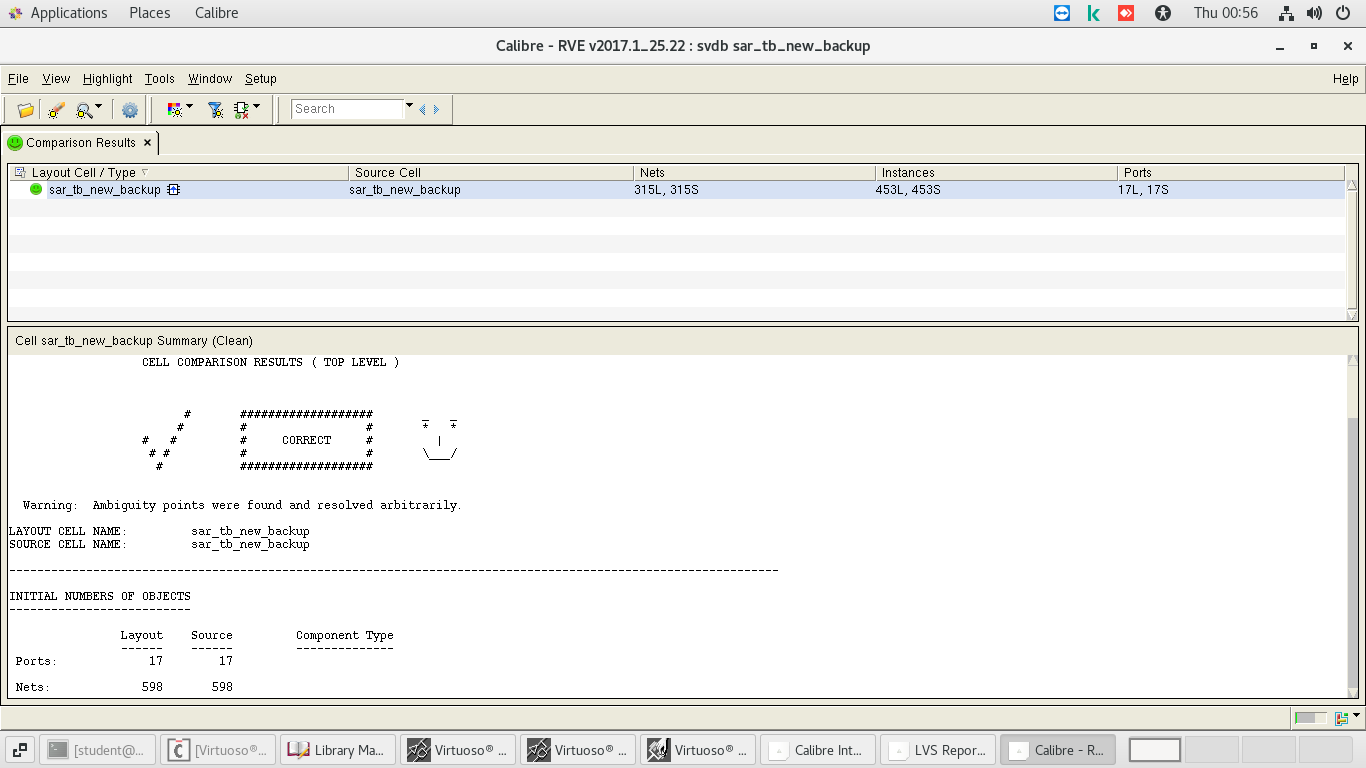 Applications Places Calibre Thu 00:56
Calibre - RVE v2017.1_25.22 : svdb sar_tb_new_backup
File View Highlight Tools Window Setup Help
Search
Comparison Results
Layout Cell / Type Source Cell Nets Instances Ports
sar_tb_new_backup sar_tb_new_backup 315L, 315S 453L, 453S 17L, 17S
Cell sar_tb_new_backup Summary (Clean)
CELL COMPARISON RESULTS ( TOP LEVEL )
# ################### _ _
# # # * *
# # # CORRECT # |
# # # # \___/
# ###################
Warning: Ambiguity points were found and resolved arbitrarily.
LAYOUT CELL NAME: sar_tb_new_backup
SOURCE CELL NAME: sar_tb_new_backup
--------------------------------------------------------------------------------------------------------------
INITIAL NUMBERS OF OBJECTS
--------------------------
Layout Source Component Type
------ ------ --------------
Ports: 17 17
Nets: 598 598
[student@... [Virtuoso®... Library Ma... Virtuoso® ... Virtuoso® ... Virtuoso® ... Calibre Int... LVS Repor... Calibre - R...